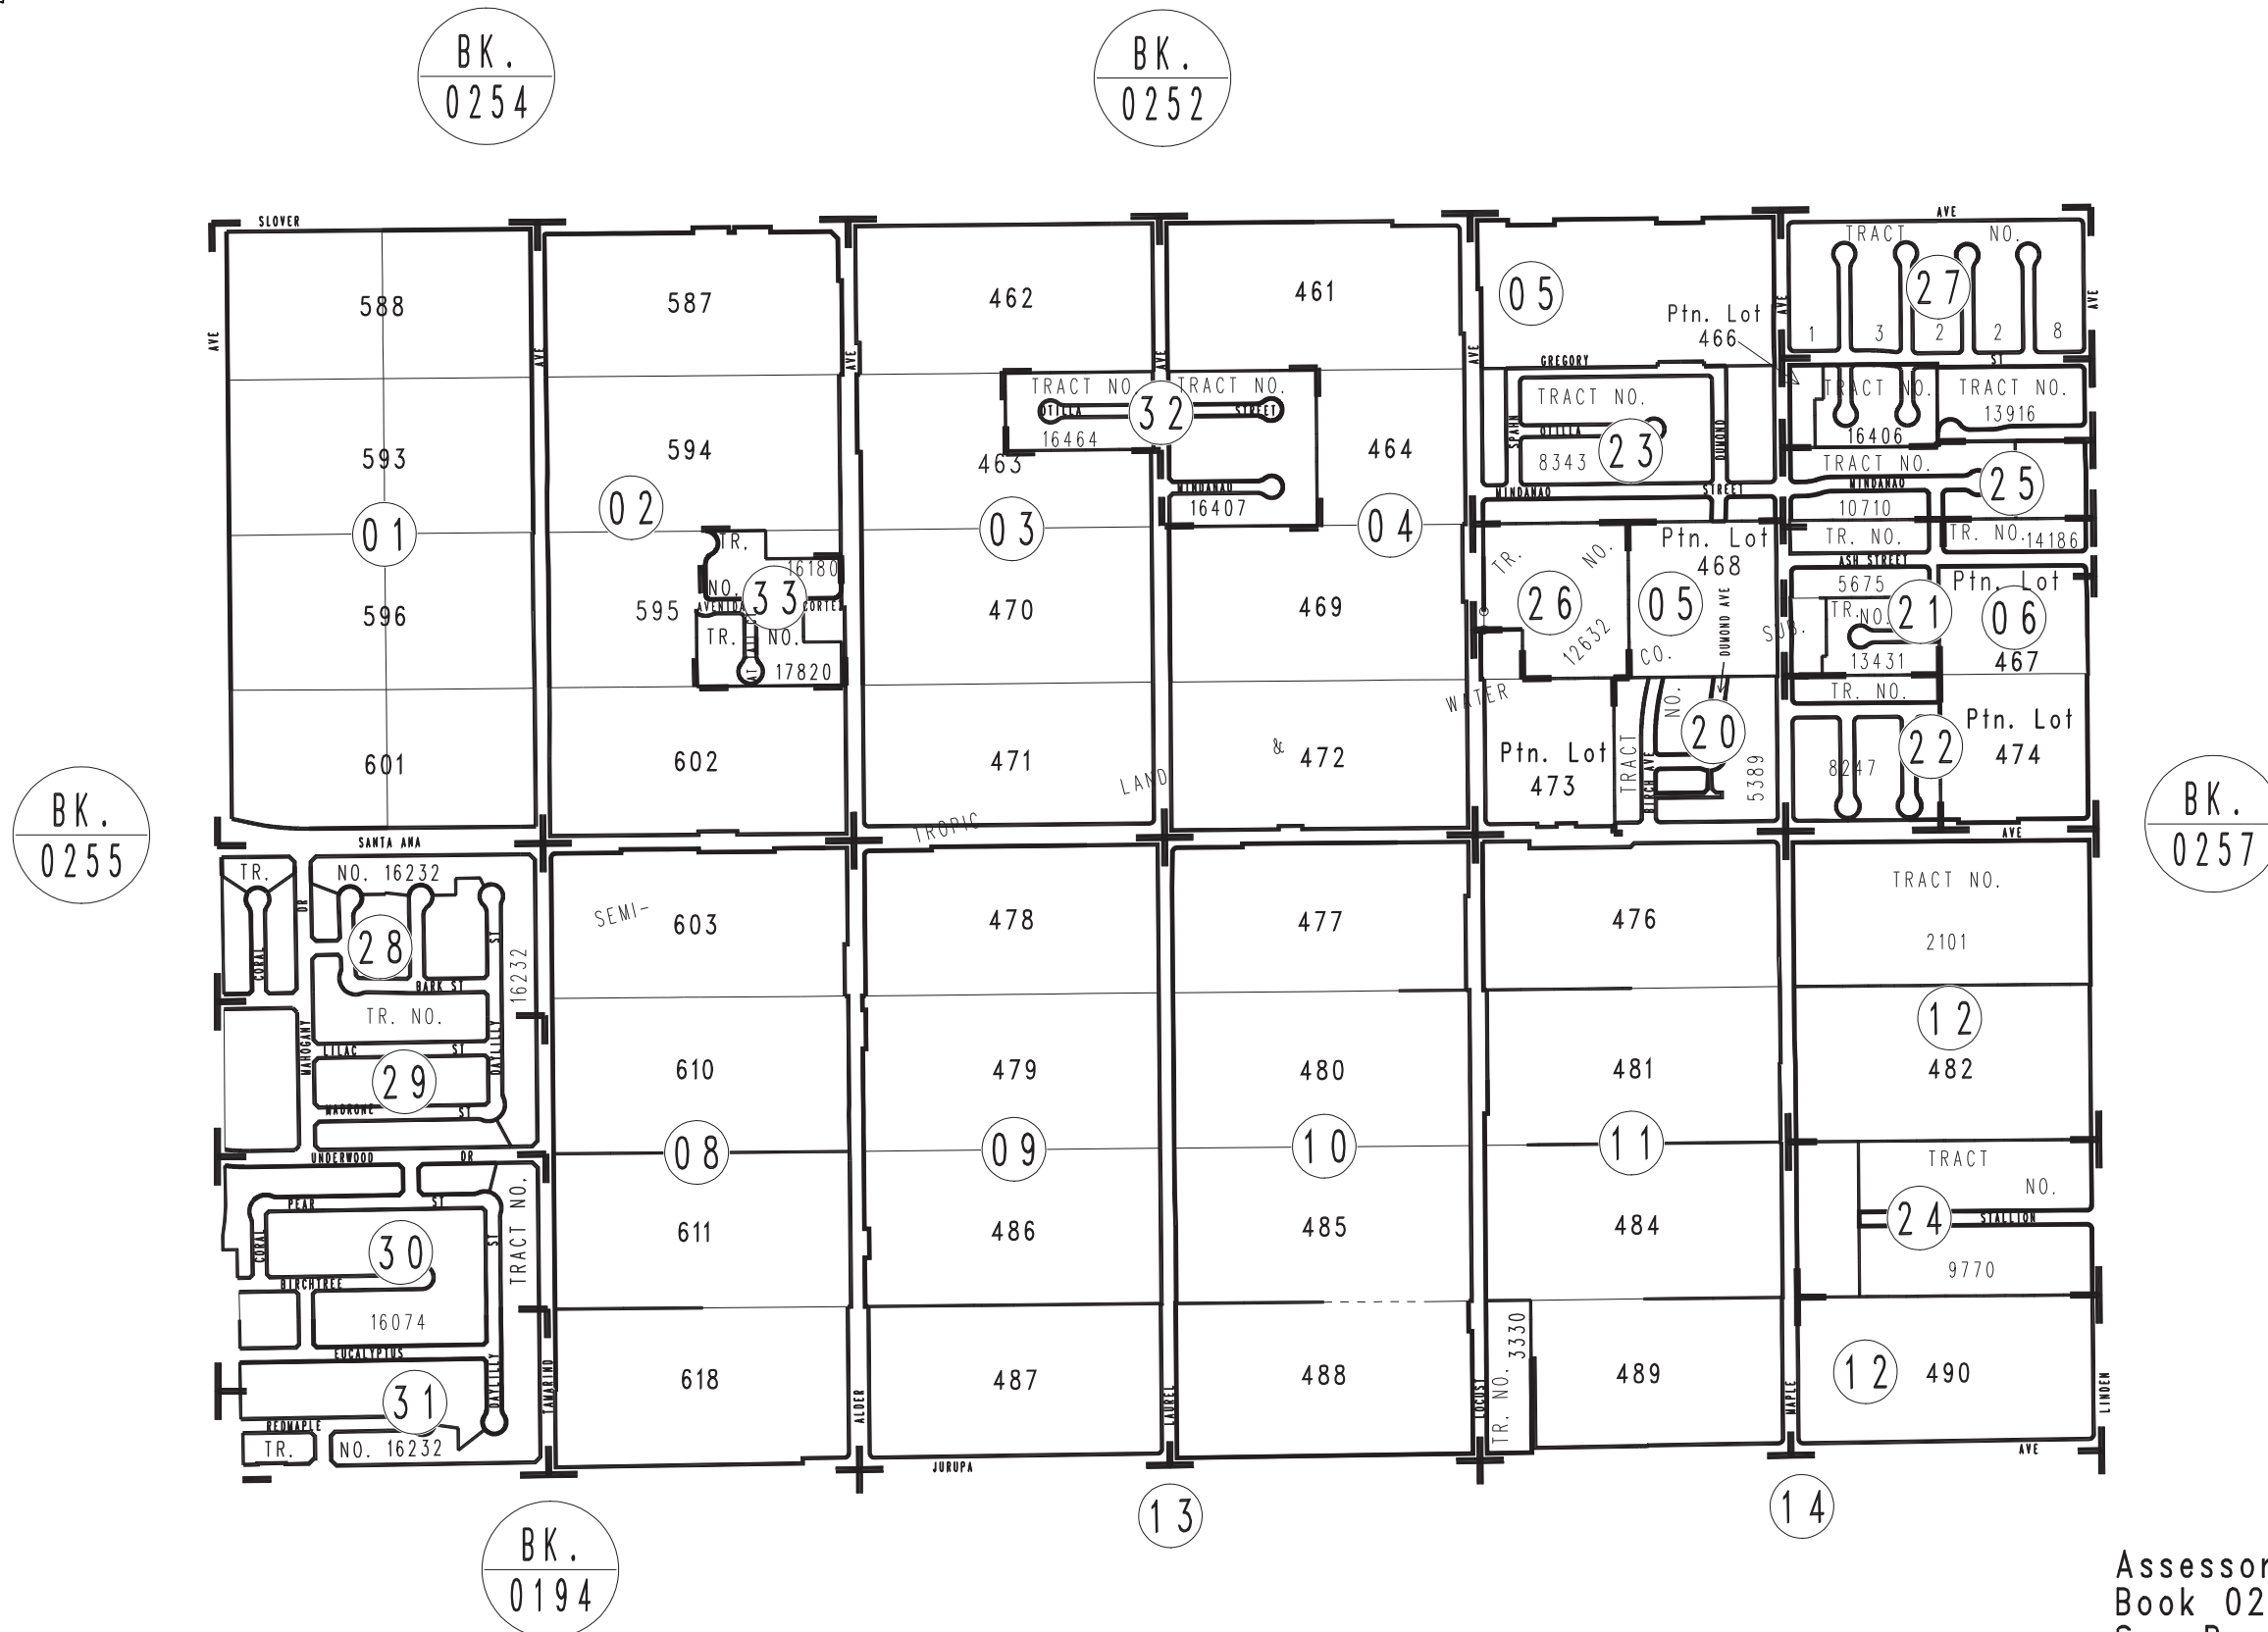 BK.
0254
BK.
0252
SLOVER
AVE
588
587
462
461
05
TRACT NO.
27
1 3 2 2 8
AVE
AVE
AVE
AVE
AVE
AVE
AVE
Ptn. Lot
466
GREGORY
ST
593
594
463
464
TRACT NO.
TRACT NO.
OTILLA
STREET
32
16464
MINDANAO
16407
TRACT NO.
SPAHN
OTILLA
DUMOND
8343
23
MINDANAO
STREET
TRACT NO.
16406
TRACT NO.
13916
TRACT NO.
MINDANAO
25
10710
01
02
03
04
TR. NO.
TR. NO. 14186
ASH STREET
5675
TR.
16180
NO.
33
AVENIDA
CORTEZ
TR. NO.
17820
596
595
470
469
TR. NO.
26
12632
Ptn. Lot
468
05
DUMOND AVE
CO.
SUB.
TR.
NO.
21
13431
Ptn. Lot
06
467
TR. NO.
601
602
471
472
WATER
&
LAND
TROPIC
SEMI-
Ptn. Lot
473
TRACT
NO.
BIRCH AVE
20
5389
8247
22
Ptn. Lot
474
BK.
0255
BK.
0257
SANTA ANA
AVE
TR.
NO. 16232
DR
28
CORAL
ST
BARK ST
16232
TR. NO.
MAHOGANY
LILAC
ST
DAYLILLY
29
MADRONE
ST
UNDERWOOD
DR
603
478
477
476
TRACT NO.
2101
610
479
480
481
12
482
08
09
10
11
TRACT
NO.
24
STALLION
9770
PEAR
ST
CORAL
30
ST
TRACT NO.
BIRCHTREE
16074
EUCALYPTUS
31
DAYLILLY
REDMAPLE
TR.
NO. 16232
611
486
485
484
618
487
488
TR. NO. 3330
489
12
490
TAMARIND
ALDER
LAUREL
LOCUST
MAPLE
LINDEN
JURUPA
AVE
BK.
0194
13
14
Assessor
Book 02